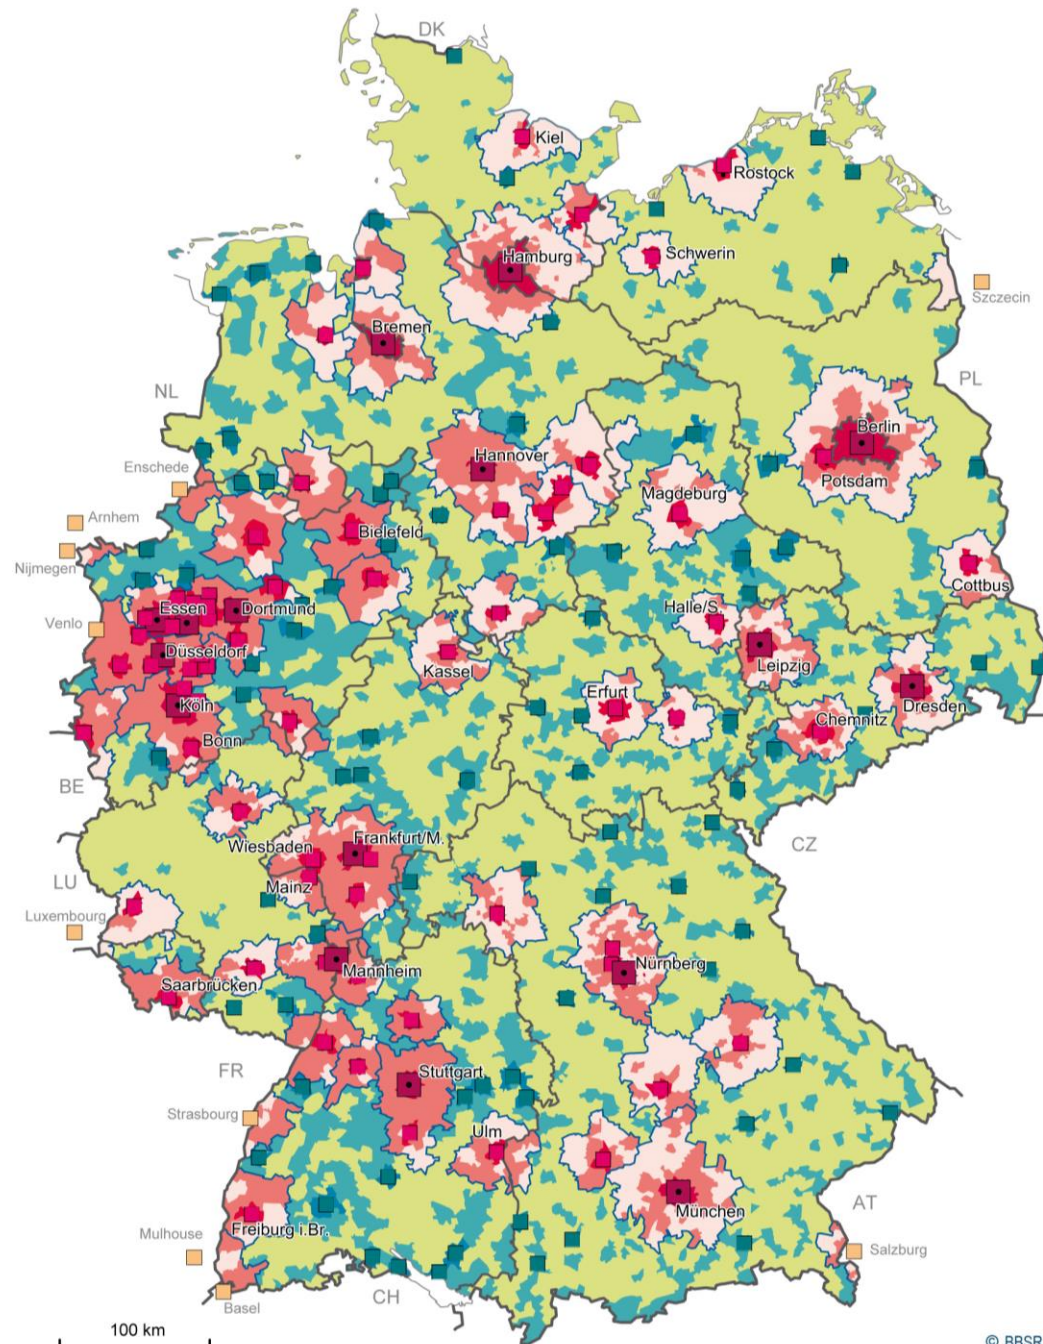 DK
Kiel
Rostock
Hamburg
Schwerin
Szczecin
Bremen
NL
PL
Berlin
Enschede
Hannover
Potsdam
Magdeburg
Arnhem
Bielefeld
Nijmegen
Cottbus
Essen
Dortmund
Halle/S.
Venlo
Düsseldorf
Leipzig
Kassel
Erfurt
Köln
Dresden
Chemnitz
Bonn
BE
Wiesbaden
Frankfurt/M.
CZ
LU
Mainz
Luxembourg
Nürnberg
Mannheim
Saarbrücken
FR
Stuttgart
Strasbourg
Ulm
AT
München
Mulhouse
Freiburg i.Br.
Salzburg
CH
Basel
100 km
© BBSR